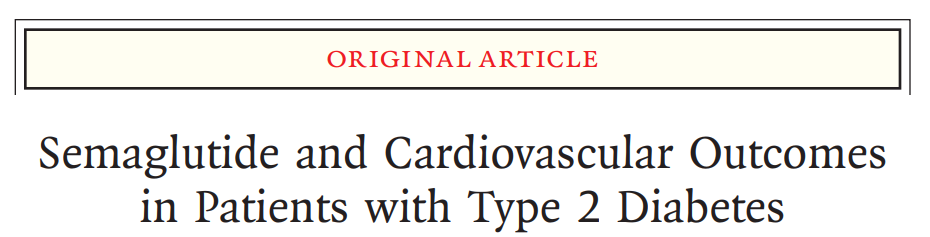 ORIGINAL ARTICLE
Semaglutide and Cardiovascular Outcomes
in Patients with Type 2 Diabetes